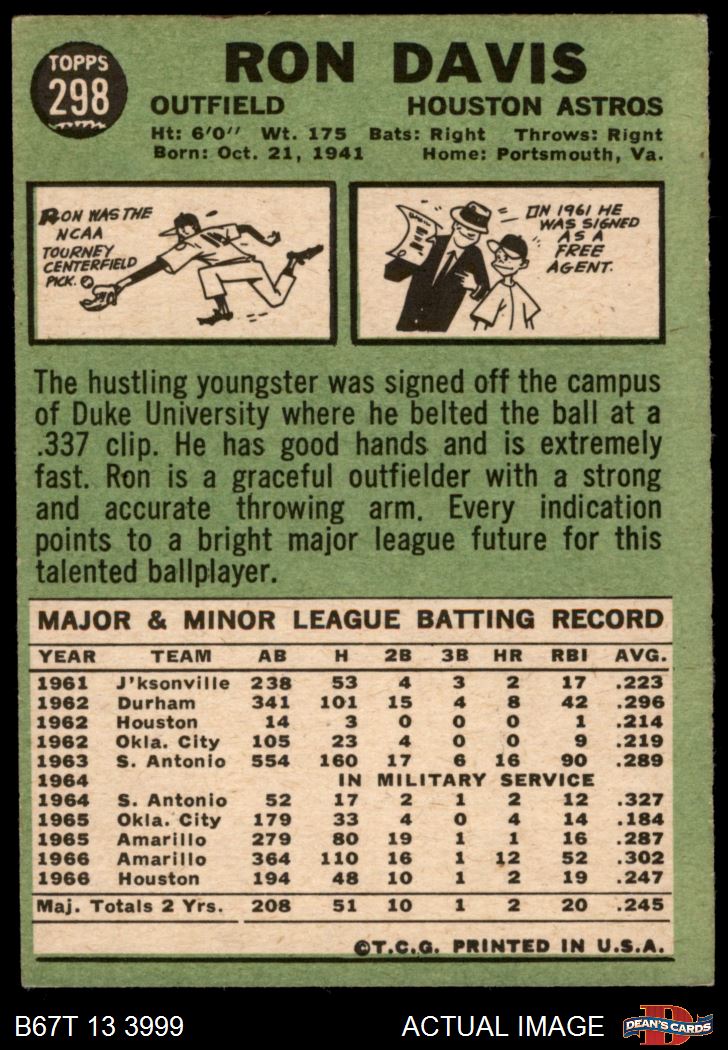 TOPPS
298
RON DAVIS
OUTFIELD HOUSTON ASTROS
Ht: 6'0" Wt. 175 Bats: Right Throws: Rignt
Born: Oct. 21, 1941 Home: Portsmouth, Va.
RON WAS THE
NCAA
TOURNEY
CENTERFIELD
PICK.
IN 1961 HE
WAS SIGNED
AS A
FREE
AGENT.
The hustling youngster was signed off the campus
of Duke University where he belted the ball at a
.337 clip. He has good hands and is extremely
fast. Ron is a graceful outfielder with a strong
and accurate throwing arm. Every indication
points to a bright major league future for this
talented ballplayer.
MAJOR & MINOR LEAGUE BATTING RECORD
YEAR TEAM AB H 2B 3B HR RBI AVG.
1961 J'ksonville 238 53 4 3 2 17 .223
1962 Durham 341 101 15 4 8 42 .296
1962 Houston 14 3 0 0 0 1 .214
1962 Okla. City 105 23 4 0 0 9 .219
1963 S. Antonio 554 160 17 6 16 90 .289
1964 IN MILITARY SERVICE
1964 S. Antonio 52 17 2 1 2 12 .327
1965 Okla. City 179 33 4 0 4 14 .184
1965 Amarillo 279 80 19 1 1 16 .287
1966 Amarillo 364 110 16 1 12 52 .302
1966 Houston 194 48 10 1 2 19 .247
Maj. Totals 2 Yrs. 208 51 10 1 2 20 .245
©T.C.G. PRINTED IN U.S.A.
B67T 13 3999 ACTUAL IMAGE
D
DEAN'S CARDS